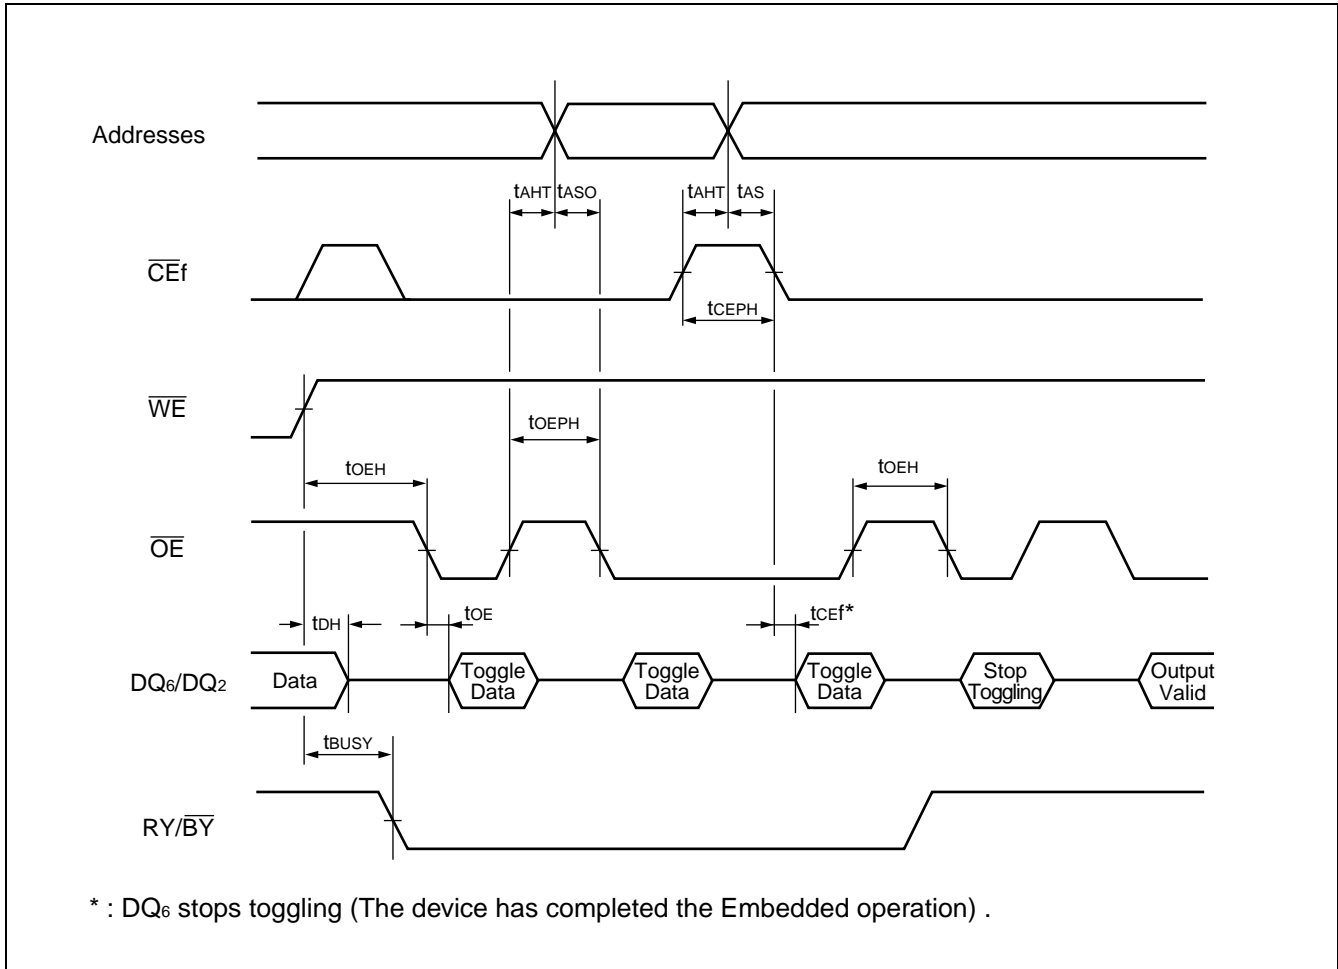 Addresses
tAHT tASO tAHT tAS
CEf
tCEPH
WE
tOEPH
tOEH tOEH
OE
tDH tOE tCEf*
DQ6/DQ2 Data Toggle Data Toggle Data Toggle Data Stop Toggling Output Valid
tBUSY
RY/BY
* : DQ6 stops toggling (The device has completed the Embedded operation) .